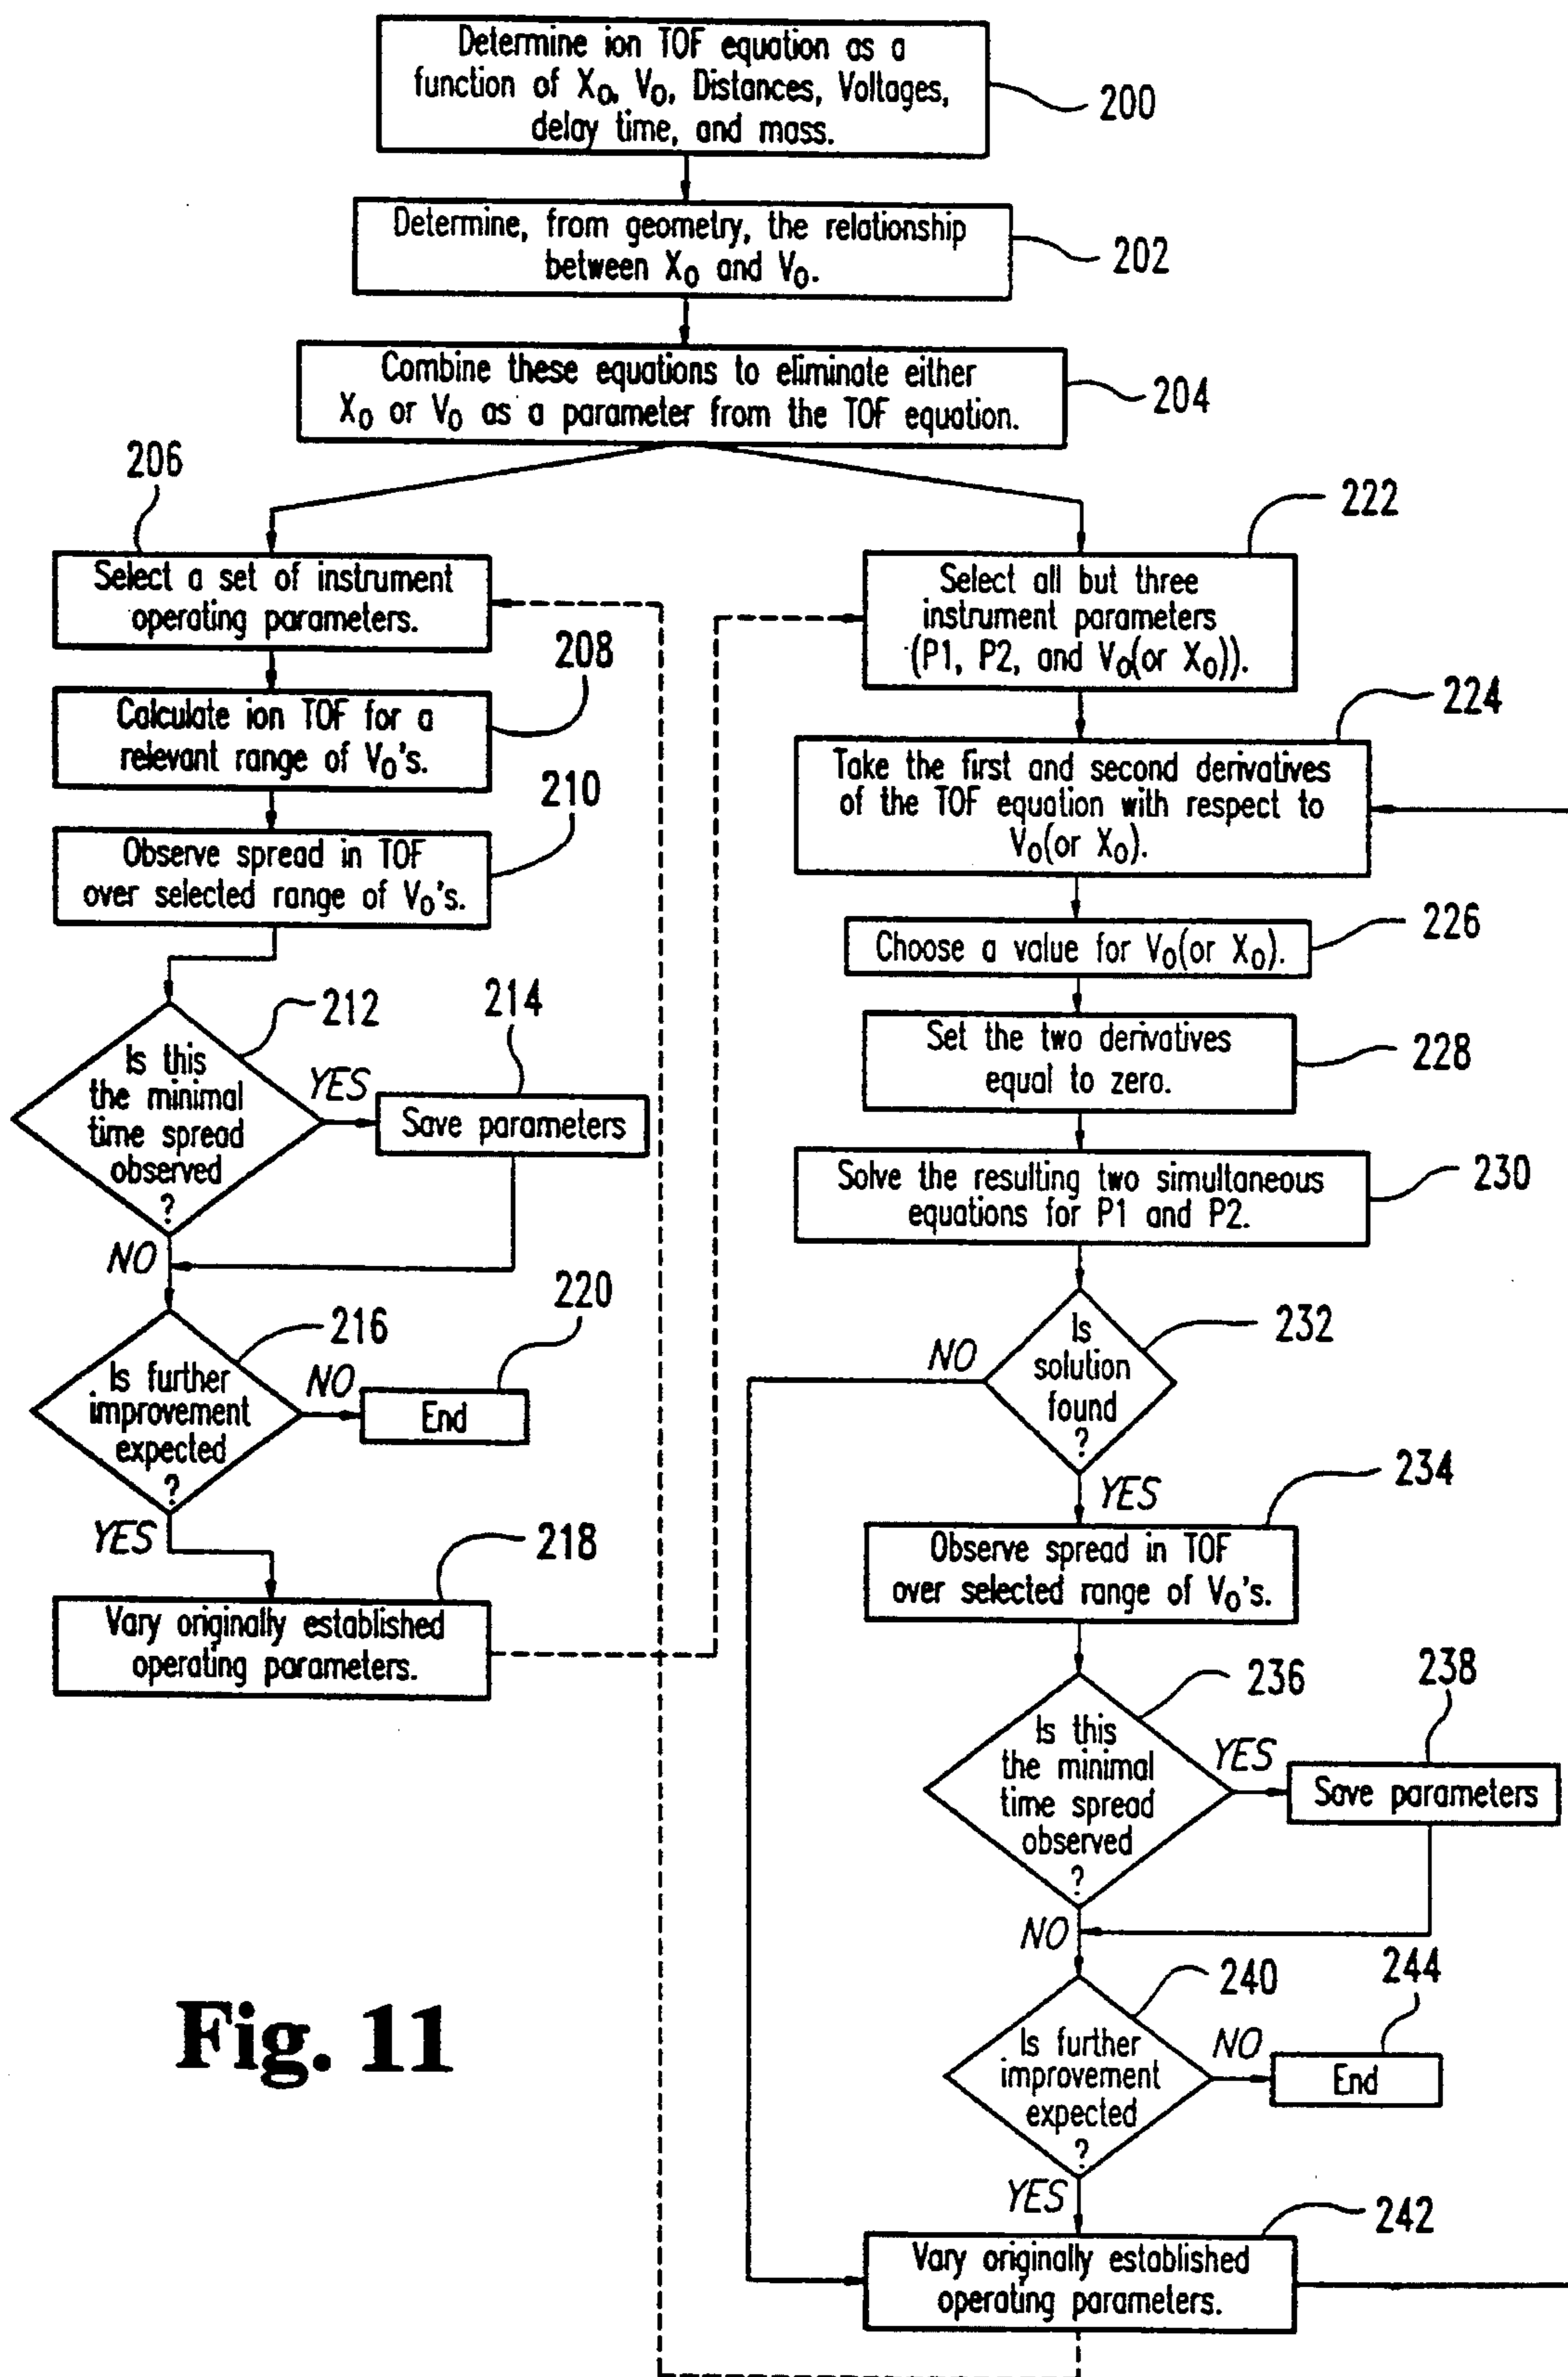 Determine ion TOF equation as a
function of X₀, V₀, Distances, Voltages,
delay time, and mass.
200
Determine, from geometry, the relationship
between X₀ and V₀.
202
Combine these equations to eliminate either
X₀ or V₀ as a parameter from the TOF equation.
204
206
Select a set of instrument
operating parameters.
208
Calculate ion TOF for a
relevant range of V₀'s.
210
Observe spread in TOF
over selected range of V₀'s.
212
Is this
the minimal
time spread
observed
?
YES
214
Save parameters
NO
216
Is further
improvement
expected
?
NO
220
End
YES
218
Vary originally established
operating parameters.
222
Select all but three
instrument parameters
(P1, P2, and V₀(or X₀)).
224
Take the first and second derivatives
of the TOF equation with respect to
V₀(or X₀).
226
Choose a value for V₀(or X₀).
228
Set the two derivatives
equal to zero.
230
Solve the resulting two simultaneous
equations for P1 and P2.
232
Is
solution
found
?
NO
YES
234
Observe spread in TOF
over selected range of V₀'s.
236
Is this
the minimal
time spread
observed
?
YES
238
Save parameters
NO
240
Is further
improvement
expected
?
NO
244
End
YES
242
Vary originally established
operating parameters.
Fig. 11